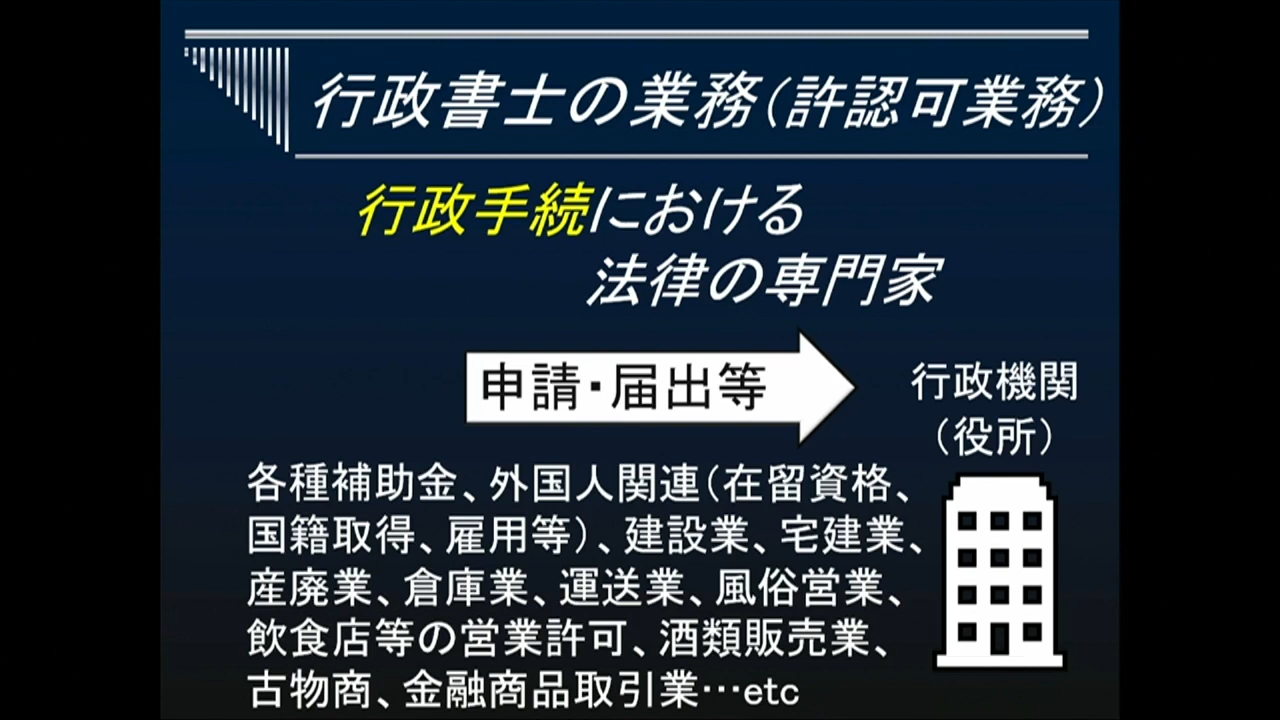 行政書士の業務（許認可業務）
行政手続における
法律の専門家
申請・届出等
行政機関
（役所）
各種補助金、外国人関連（在留資格、
国籍取得、雇用等）、建設業、宅建業、
産廃業、倉庫業、運送業、風俗営業、
飲食店等の営業許可、酒類販売業、
古物商、金融商品取引業…etc